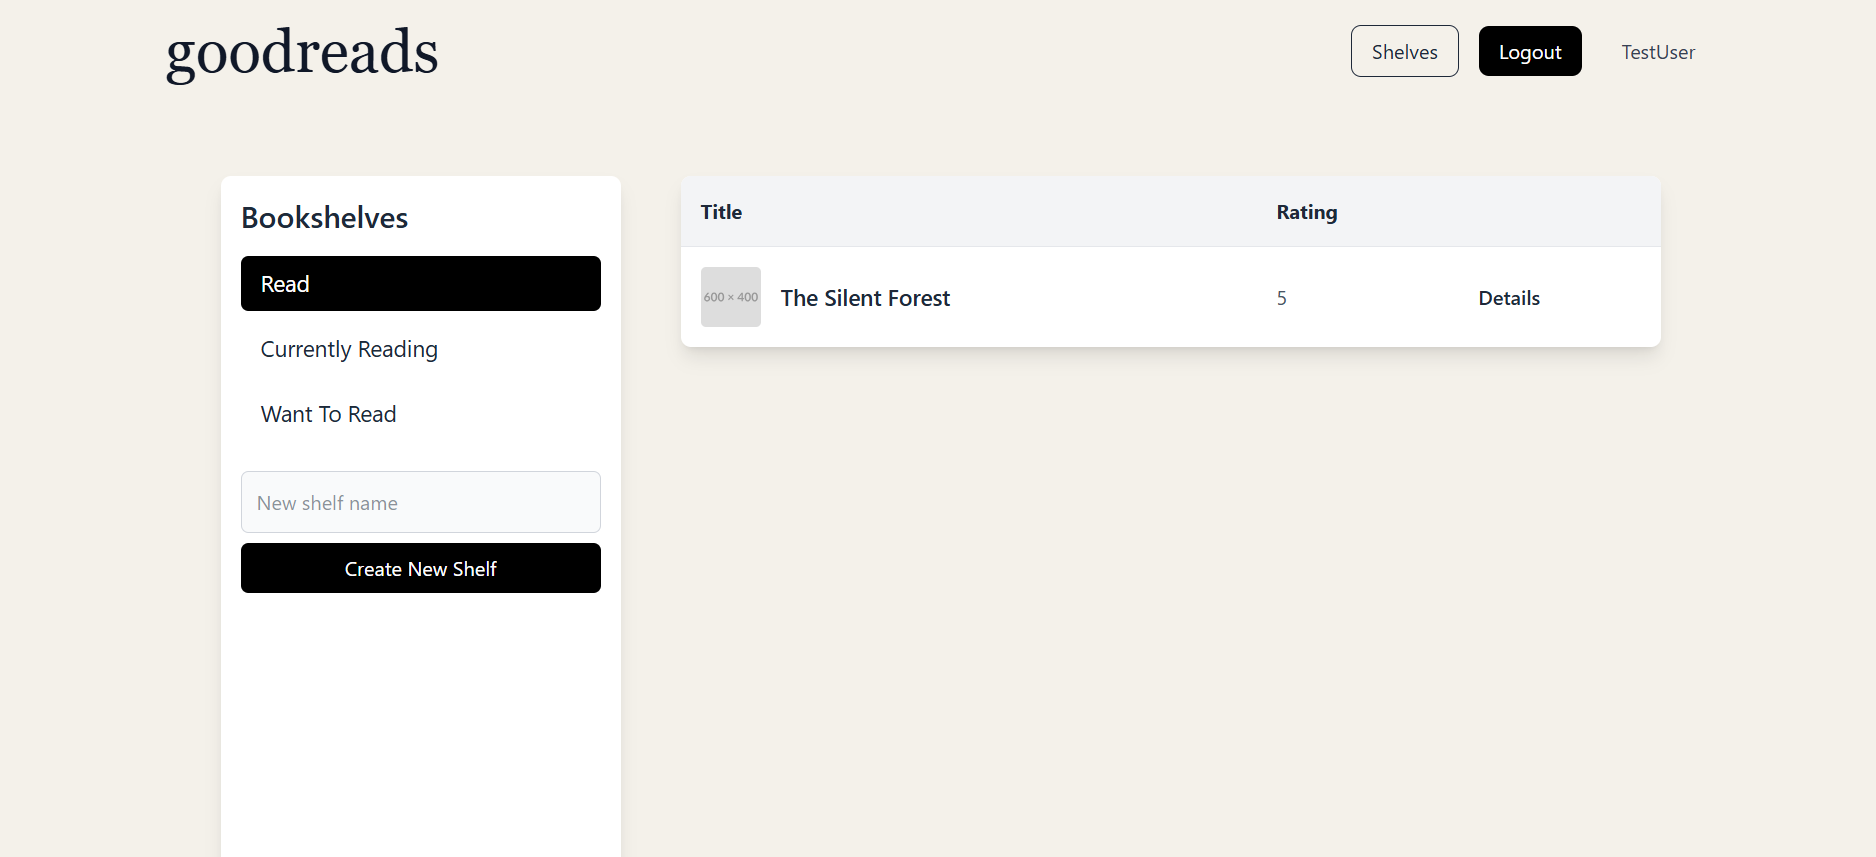 goodreads
Shelves
Logout
TestUser
Bookshelves
Read
Currently Reading
Want To Read
New shelf name
Create New Shelf
Title Rating
600 × 400 The Silent Forest 5 Details